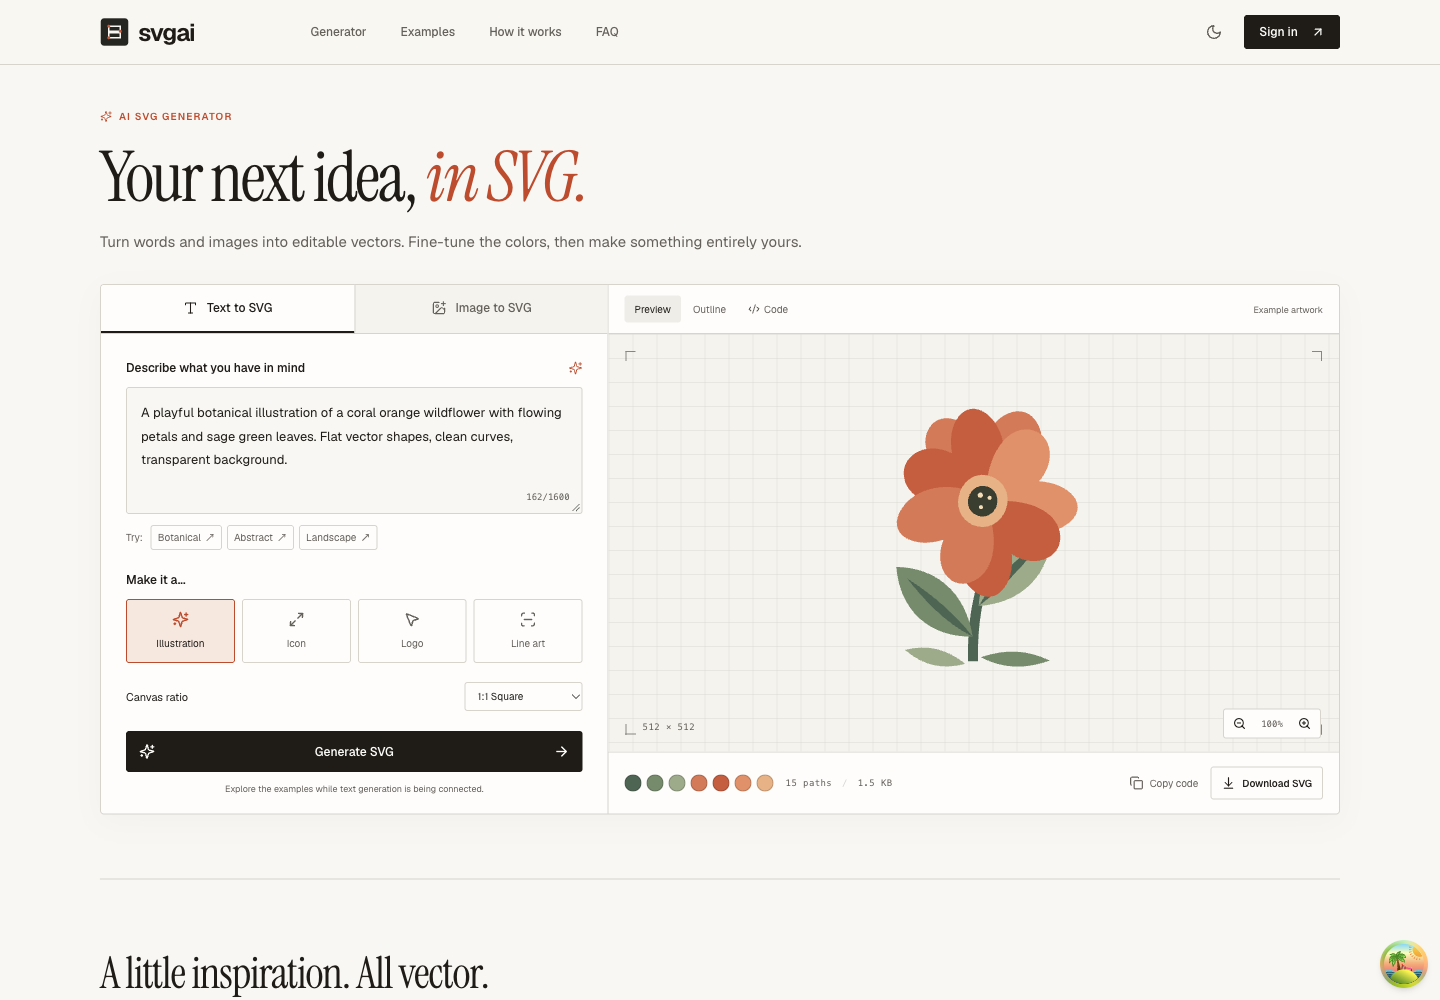 svgai
Generator
Examples
How it works
FAQ
Sign in
AI SVG GENERATOR
Your next idea, in SVG.
Turn words and images into editable vectors. Fine-tune the colors, then make something entirely yours.
Text to SVG
Image to SVG
Describe what you have in mind
A playful botanical illustration of a coral orange wildflower with flowing
petals and sage green leaves. Flat vector shapes, clean curves,
transparent background.
162/1600
Try:
Botanical ↗
Abstract ↗
Landscape ↗
Make it a...
Illustration
Icon
Logo
Line art
Canvas ratio
1:1 Square
Generate SVG
Explore the examples while text generation is being connected.
Preview
Outline
Code
Example artwork
512 × 512
100%
15 paths / 1.5 KB
Copy code
Download SVG
A little inspiration. All vector.